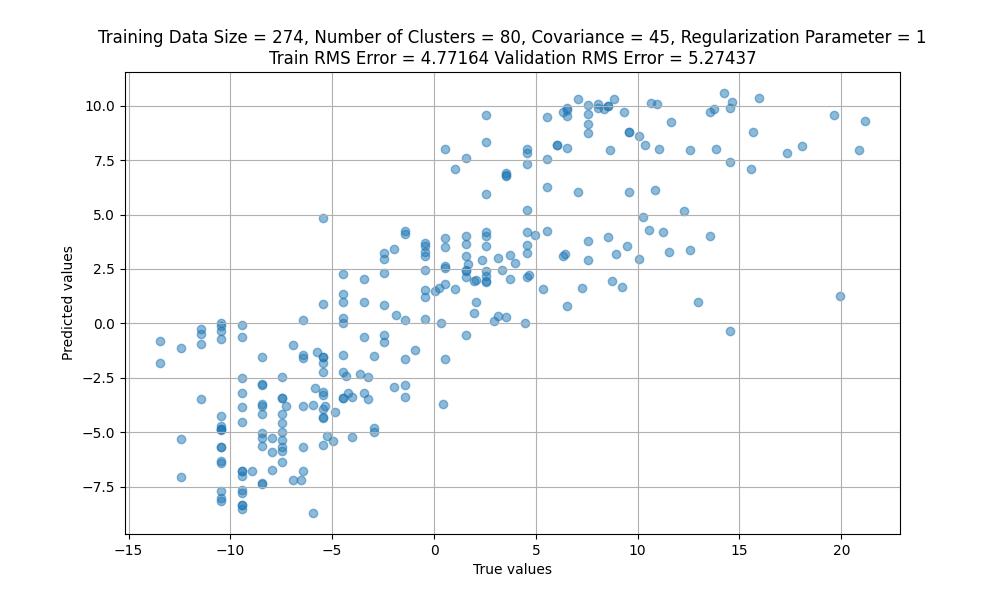 Training Data Size = 274, Number of Clusters = 80, Covariance = 45, Regularization Parameter = 1
Train RMS Error = 4.77164 Validation RMS Error = 5.27437
10.0
7.5
5.0
2.5
0.0
−2.5
−5.0
−7.5
Predicted values
−15 −10 −5 0 5 10 15 20
True values